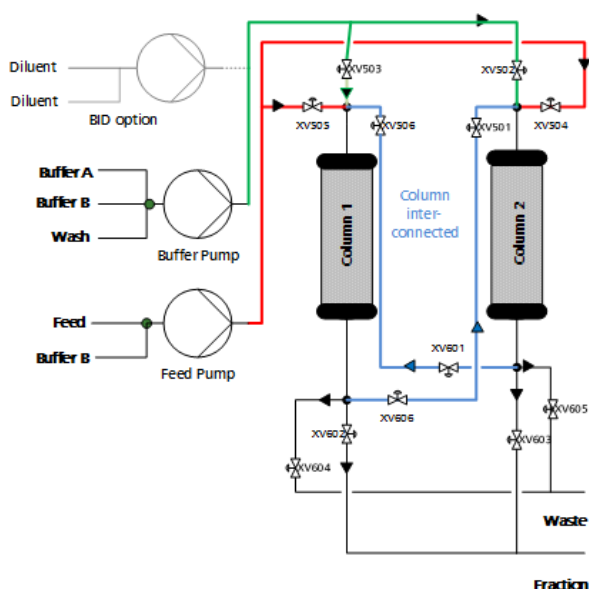 Diluent
Diluent
BID option
Buffer A
Buffer B
Wash
Buffer Pump
Feed
Buffer B
Feed Pump
XV503
XV502
XV505
XV506
XV501
XV504
Column 1
Column
inter-
connected
Column 2
XV601
XV606
XV605
XV602
XV603
XV604
Waste
Fraction